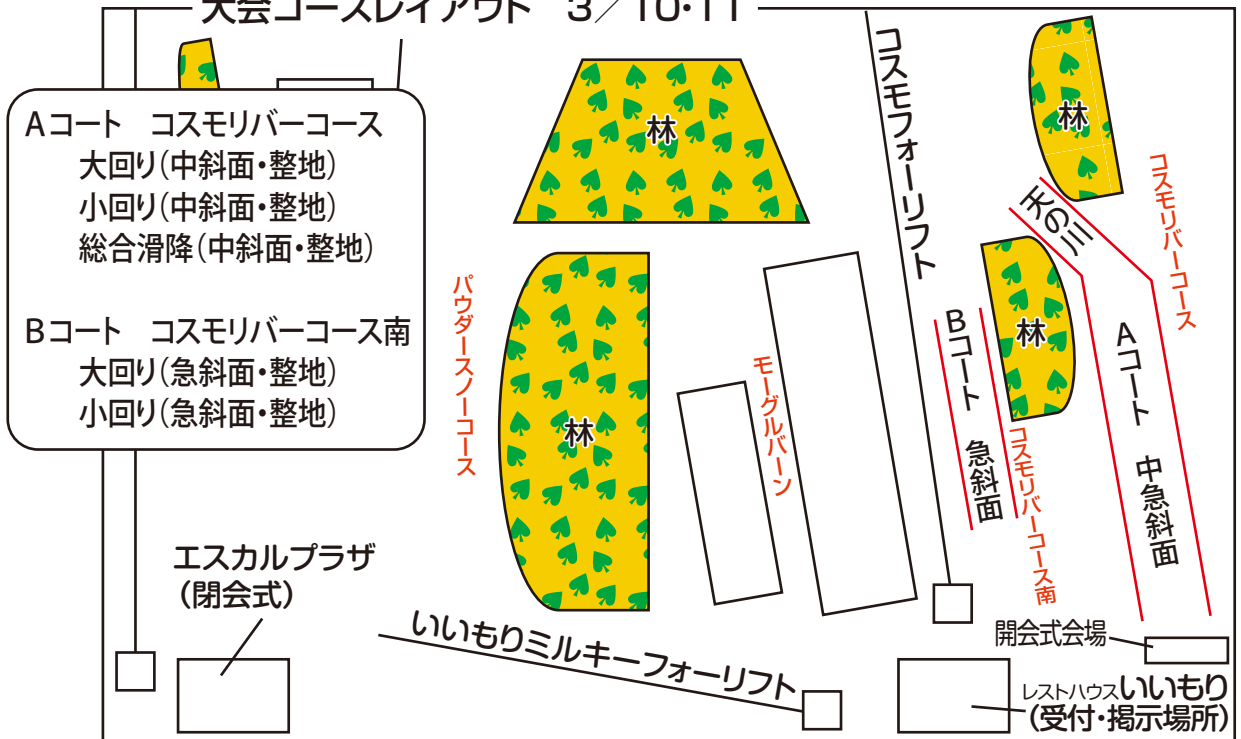 大会コースレイアウト 3／10・11
Aコート コスモリバーコース
大回り(中斜面・整地)
小回り(中斜面・整地)
総合滑降(中斜面・整地)
Bコート コスモリバーコース南
大回り(急斜面・整地)
小回り(急斜面・整地)
林
林
林
林
コスモフォーリフト
天の川
コスモリバーコース
パウダースノーコース
モーグルバーン
Bコート 急斜面
コスモリバーコース南
Aコート 中急斜面
エスカルプラザ
(閉会式)
いいもりミルキーフォーリフト
開会式会場
レストハウスいいもり
(受付・掲示場所)